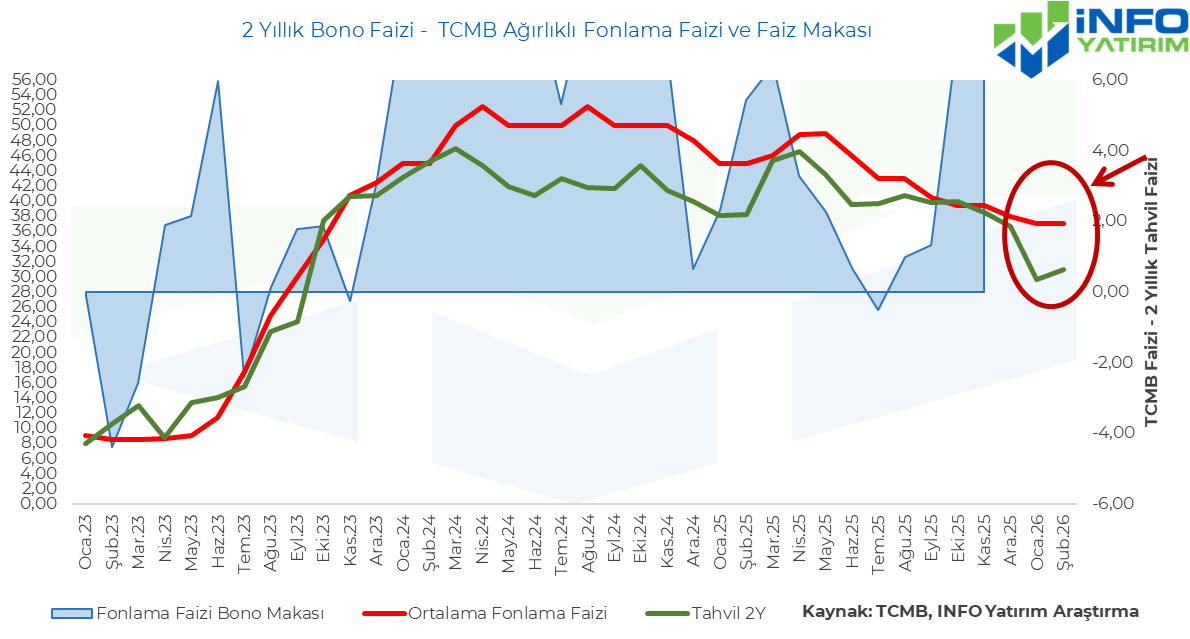 2 Yıllık Bono Faizi - TCMB Ağırlıklı Fonlama Faizi ve Faiz Makası
iNFO
YATIRIM
56,00
54,00
52,00
50,00
48,00
46,00
44,00
42,00
40,00
38,00
36,00
34,00
32,00
30,00
28,00
26,00
24,00
22,00
20,00
18,00
16,00
14,00
12,00
10,00
8,00
6,00
4,00
2,00
0,00
6,00
4,00
2,00
0,00
-2,00
-4,00
-6,00
TCMB Faizi - 2 Yıllık Tahvil Faizi
Oca.23
Şub.23
Mar.23
Nis.23
May.23
Haz.23
Tem.23
Ağu.23
Eyl.23
Eki.23
Kas.23
Ara.23
Oca.24
Şub.24
Mar.24
Nis.24
May.24
Haz.24
Tem.24
Ağu.24
Eyl.24
Eki.24
Kas.24
Ara.24
Oca.25
Şub.25
Mar.25
Nis.25
May.25
Haz.25
Tem.25
Ağu.25
Eyl.25
Eki.25
Kas.25
Ara.25
Oca.26
Şub.26
Fonlama Faizi Bono Makası
Ortalama Fonlama Faizi
Tahvil 2Y
Kaynak: TCMB, INFO Yatırım Araştırma